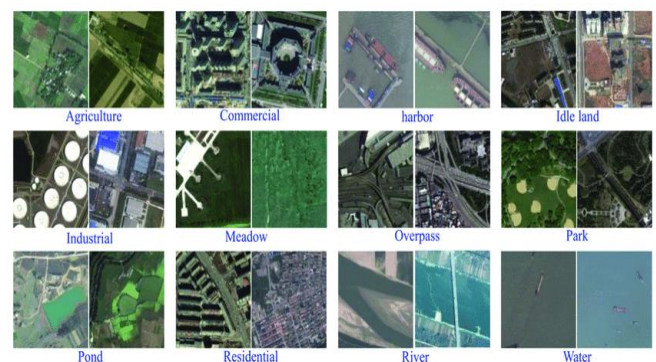 Agriculture
Commercial
harbor
Idle land
Industrial
Meadow
Overpass
Park
Pond
Residential
River
Water